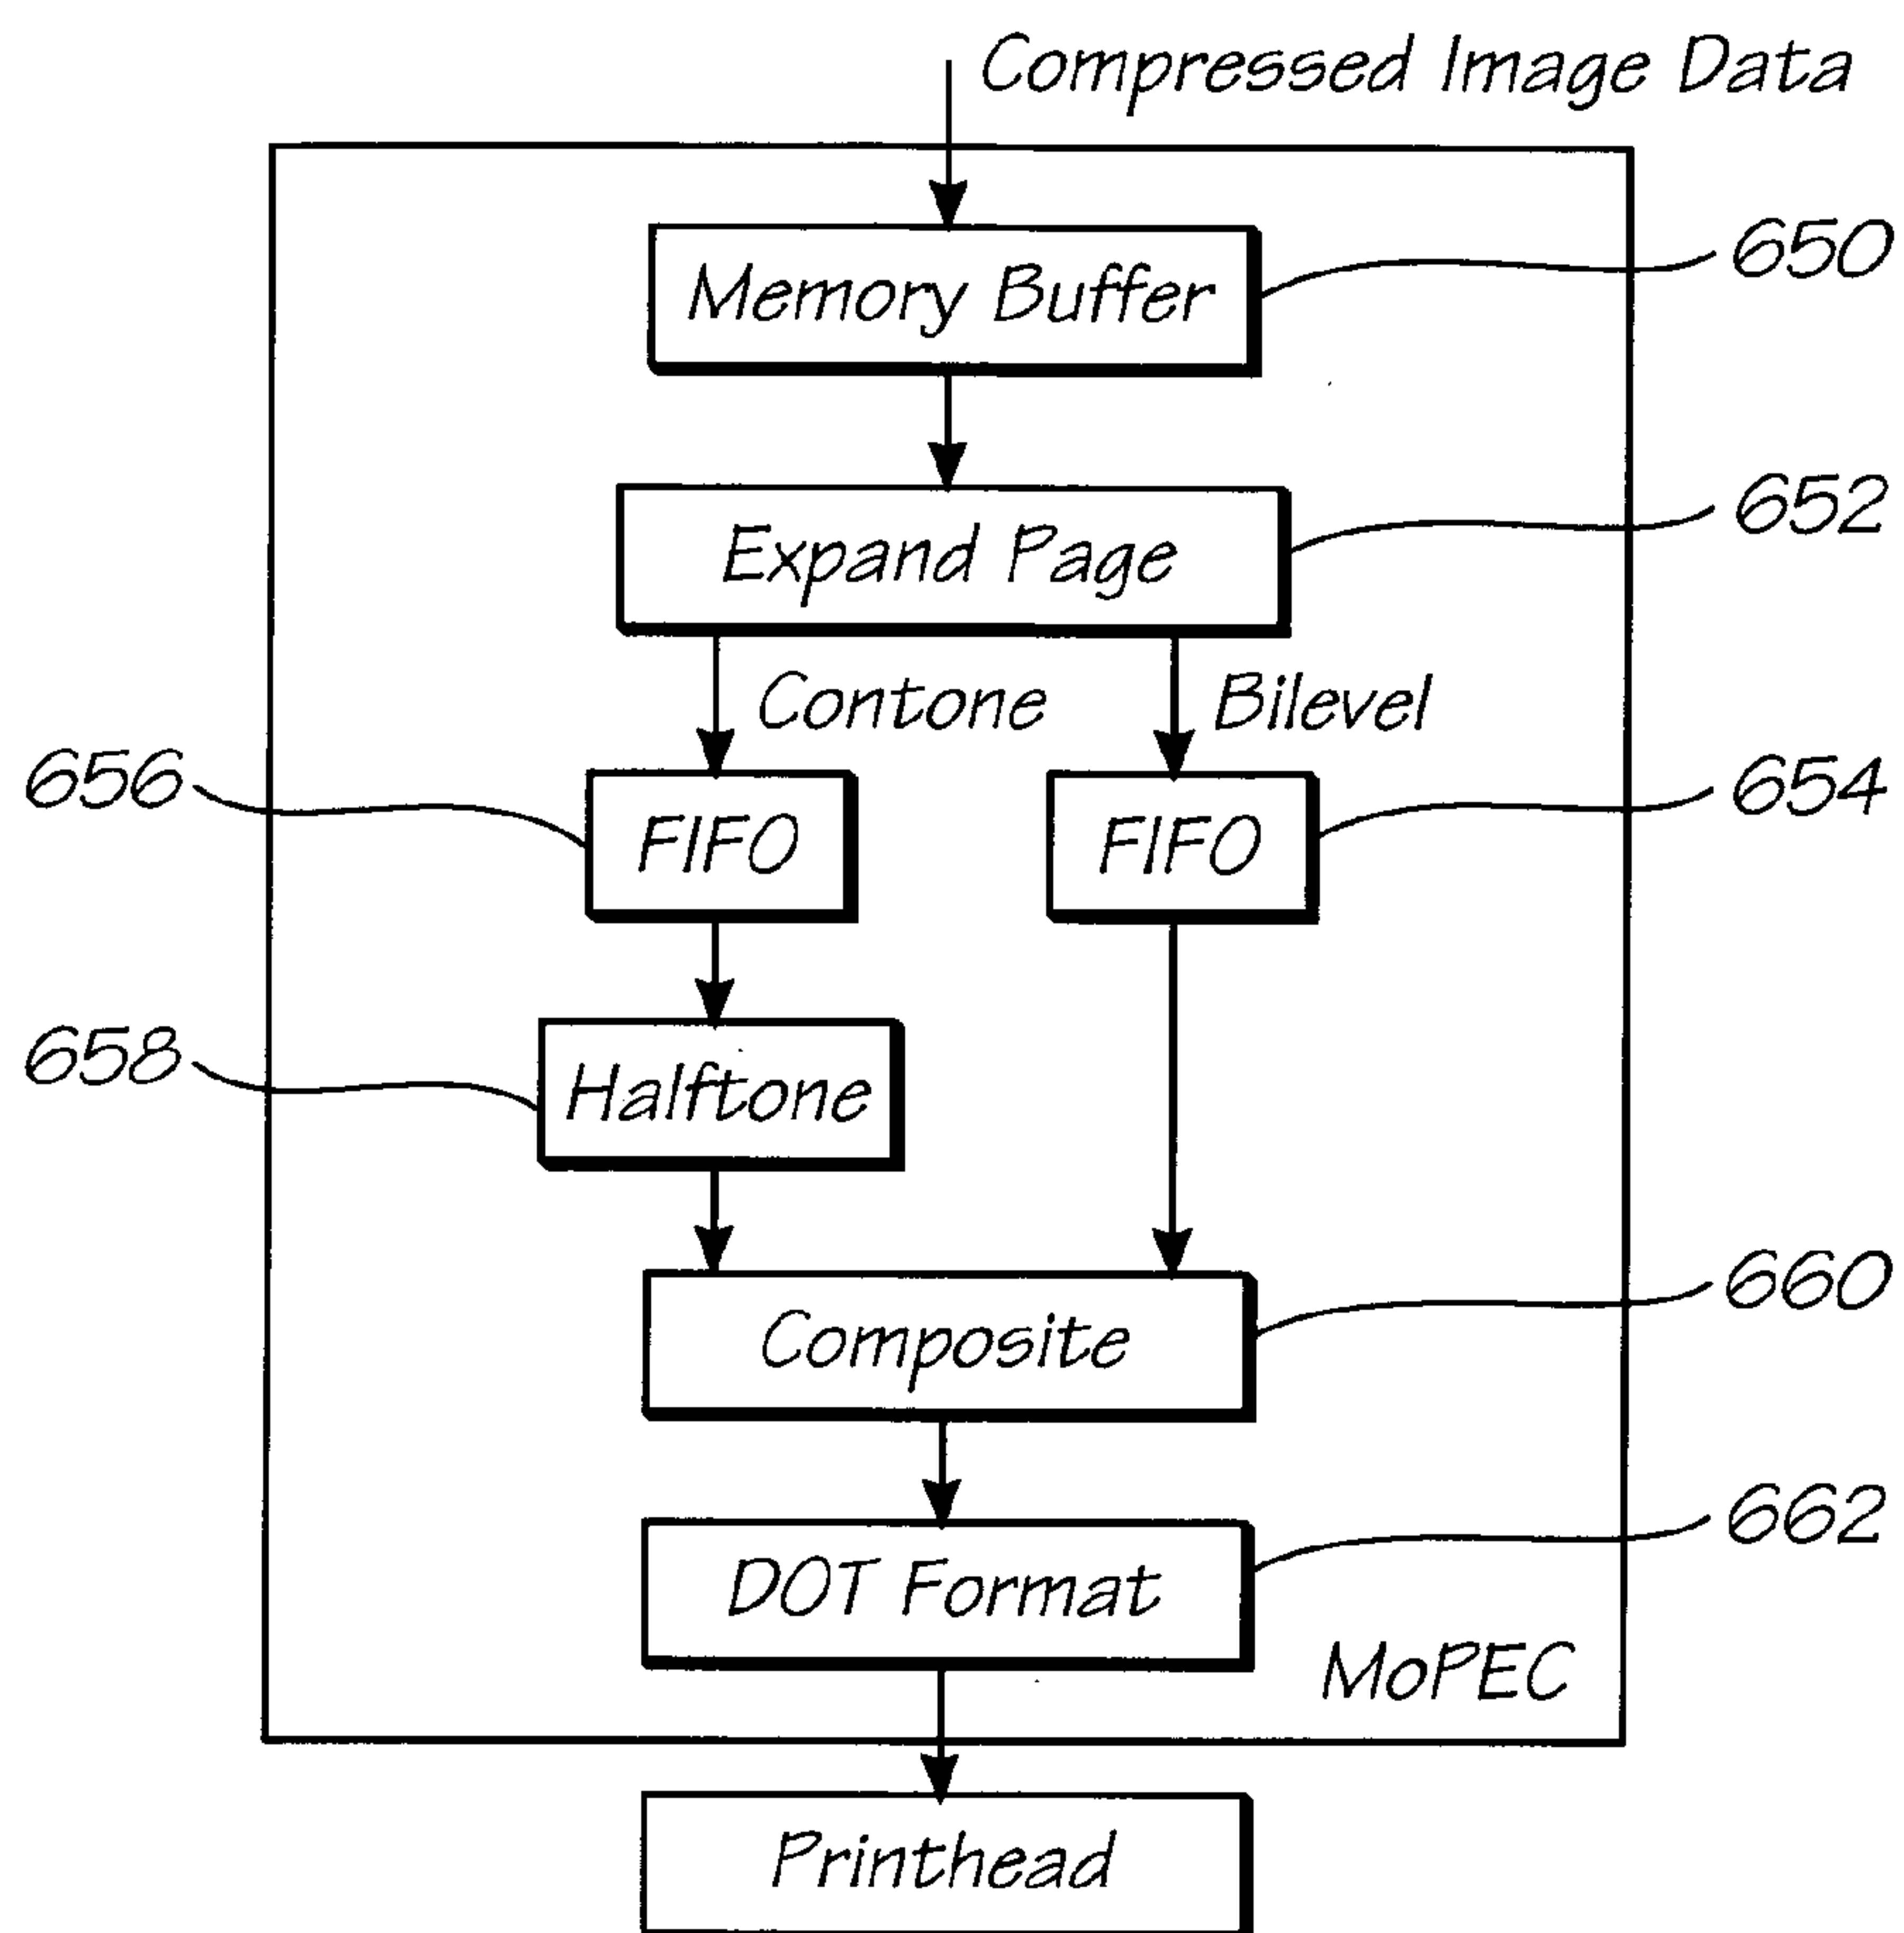 Compressed Image Data
Memory Buffer
650
Expand Page
652
Contone
Bilevel
656
FIFO
FIFO
654
658
Halftone
Composite
660
DOT Format
662
MoPEC
Printhead